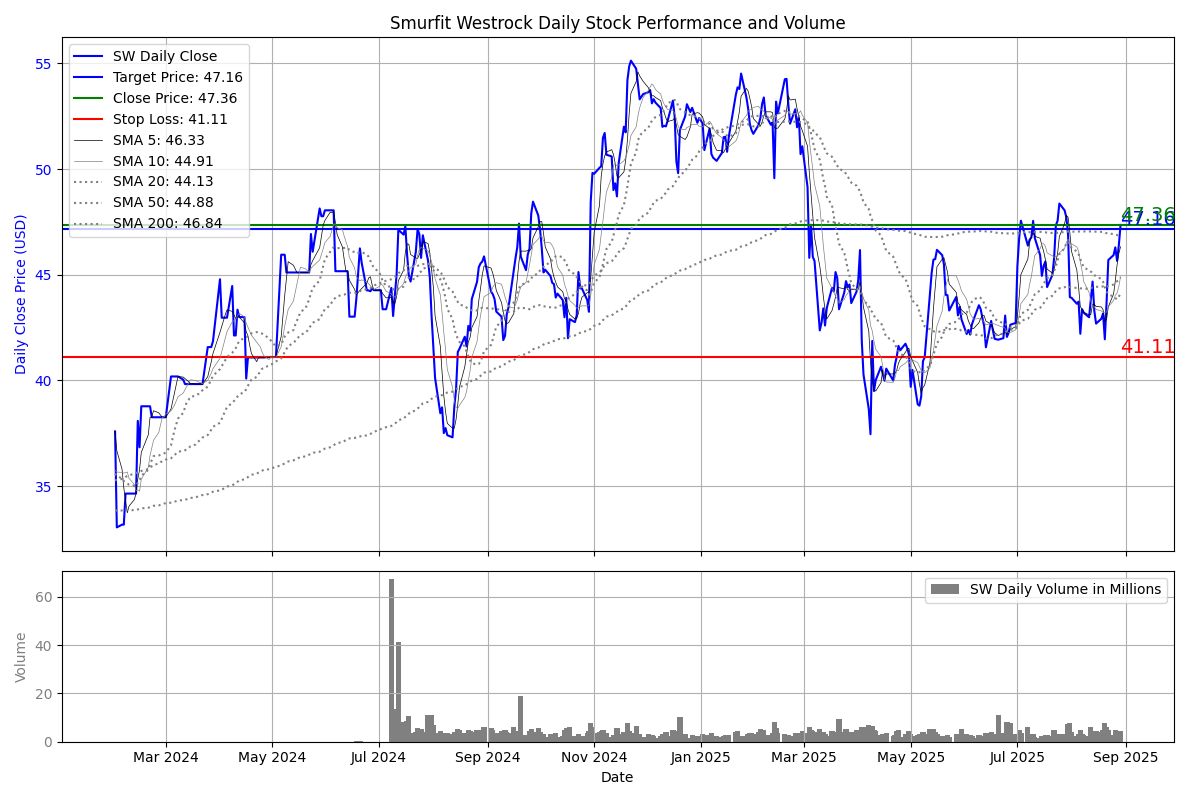 Smurfit Westrock Daily Stock Performance and Volume
Daily Close Price (USD)
55
50
45
40
35
SW Daily Close
Target Price: 47.16
Close Price: 47.36
Stop Loss: 41.11
SMA 5: 46.33
SMA 10: 44.91
SMA 20: 44.13
SMA 50: 44.88
SMA 200: 46.84
47.36
47.16
41.11
Volume
60
40
20
0
SW Daily Volume in Millions
Mar 2024 May 2024 Jul 2024 Sep 2024 Nov 2024 Jan 2025 Mar 2025 May 2025 Jul 2025 Sep 2025
Date